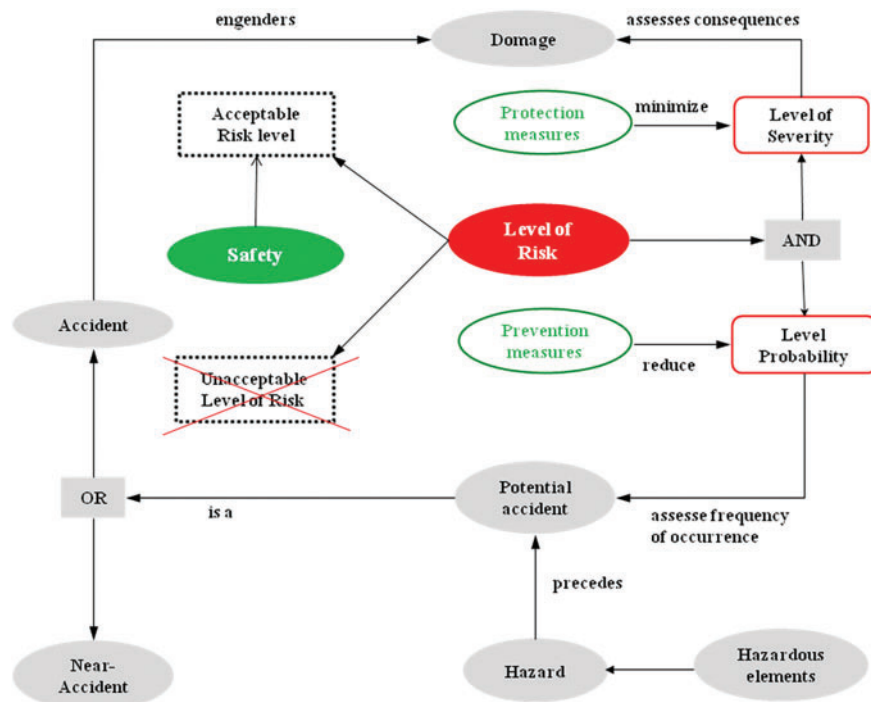 engenders
Domage
assesses consequences
Acceptable
Risk level
Protection
measures
minimize
Level of
Severity
Safety
Level of
Risk
AND
Accident
Prevention
measures
reduce
Level
Probability
Unacceptable
Level of Risk
OR
is a
Potential
accident
assesse frequency
of occurrence
precedes
Near-
Accident
Hazard
Hazardous
elements